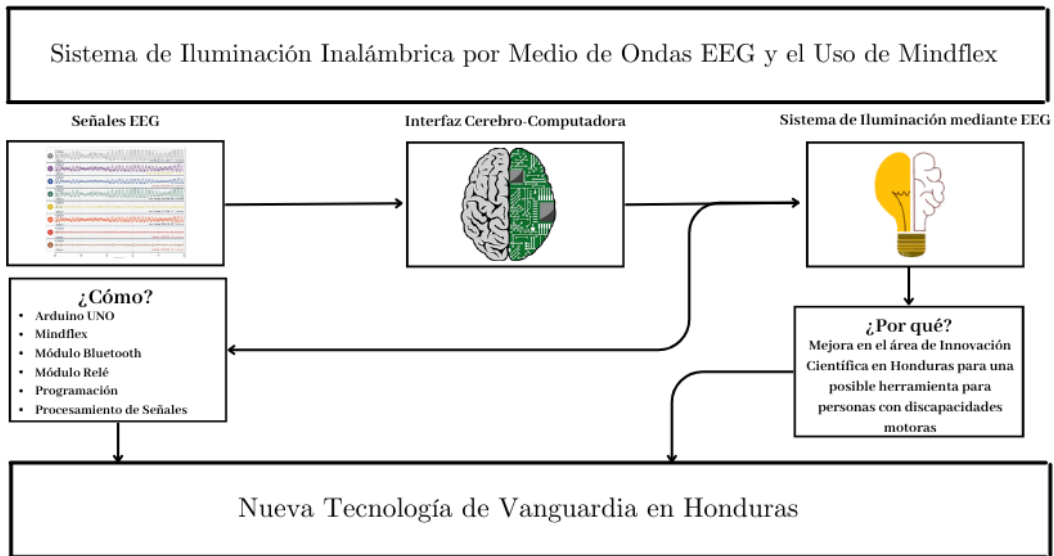 Sistema de Iluminación Inalámbrica por Medio de Ondas EEG y el Uso de Mindflex
Señales EEG
Interfaz Cerebro-Computadora
Sistema de Iluminación mediante EEG
¿Cómo?
• Arduino UNO
• Mindflex
• Módulo Bluetooth
• Módulo Relé
• Programación
• Procesamiento de Señales
¿Por qué?
Mejora en el área de Innovación
Científica en Honduras para una
posible herramienta para
personas con discapacidades
motoras
Nueva Tecnología de Vanguardia en Honduras